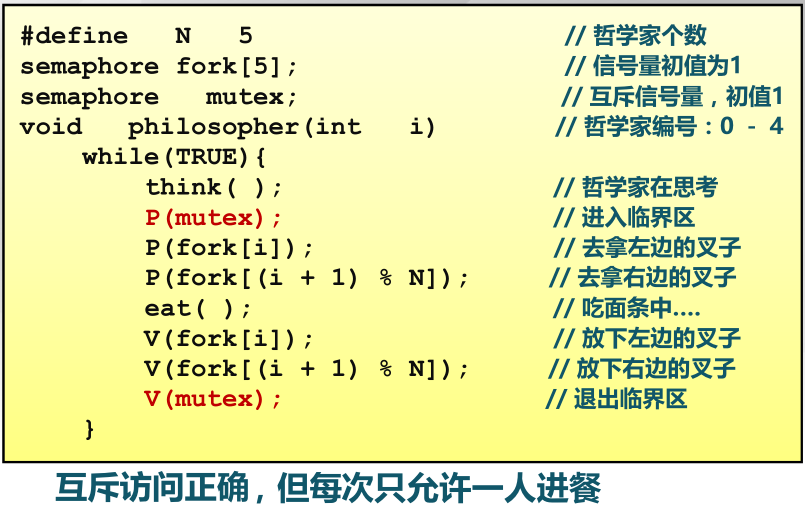 #define N 5 // 哲学家个数
semaphore fork[5]; // 信号量初值为1
semaphore mutex; // 互斥信号量，初值1
void philosopher(int i) // 哲学家编号：0 - 4
while(TRUE){
think( ); // 哲学家在思考
P(mutex); // 进入临界区
P(fork[i]); // 去拿左边的叉子
P(fork[(i + 1) % N]); // 去拿右边的叉子
eat( ); // 吃面条中....
V(fork[i]); // 放下左边的叉子
V(fork[(i + 1) % N]); // 放下右边的叉子
V(mutex); // 退出临界区
}
互斥访问正确，但每次只允许一人进餐